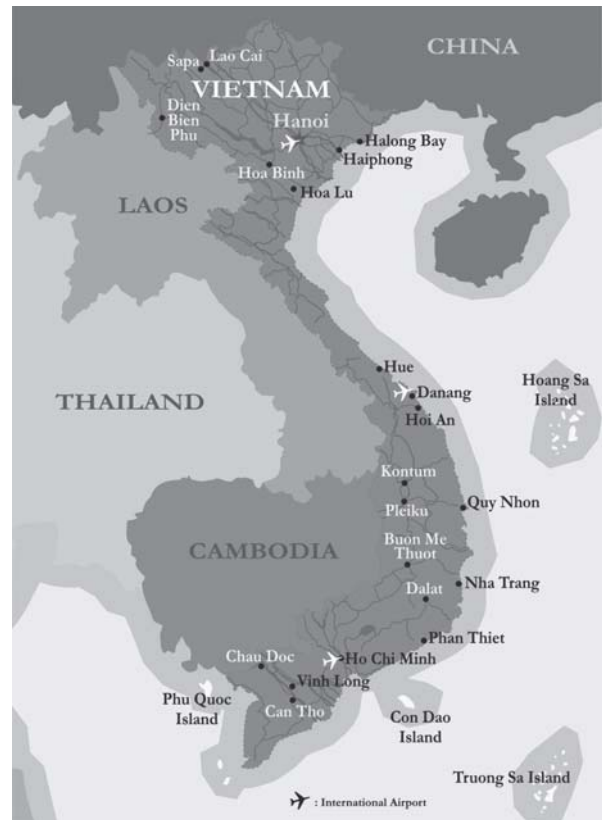 CHINA
Lao Cai
Sapa
VIETNAM
Dien
Bien
Phu
Hanoi
Halong Bay
Haiphong
Hoa Binh
Hoa Lu
LAOS
Hue
Danang
Hoi An
Hoang Sa
Island
THAILAND
Kontum
Pleiku
Quy Nhon
Buon Me
Thuot
CAMBODIA
Nha Trang
Dalat
Phan Thiet
Chau Doc
Ho Chi Minh
Vinh Long
Phu Quoc
Island
Can Tho
Con Dao
Island
Truong Sa Island
: International Airport